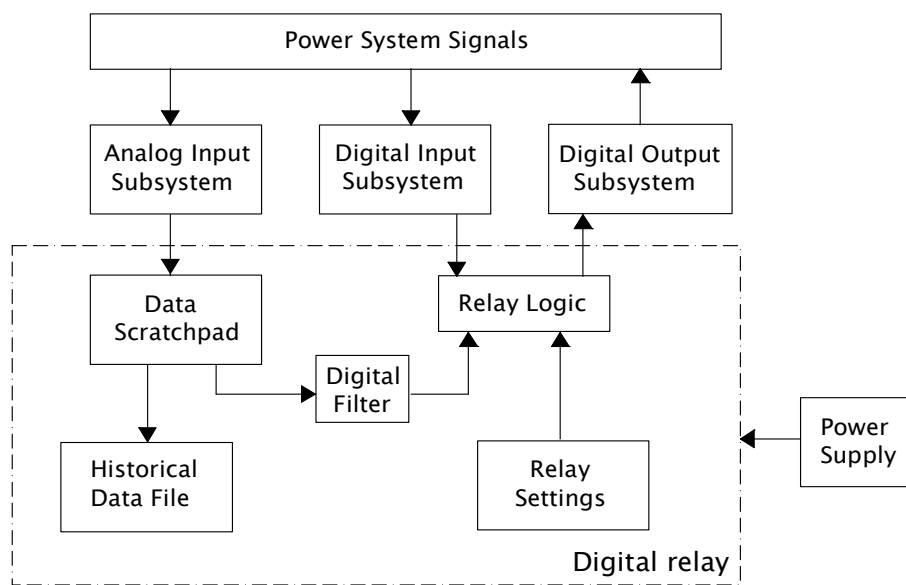 Power System Signals
Analog Input
Subsystem
Digital Input
Subsystem
Digital Output
Subsystem
Data
Scratchpad
Relay Logic
Digital
Filter
Historical
Data File
Relay
Settings
Power
Supply
Digital relay